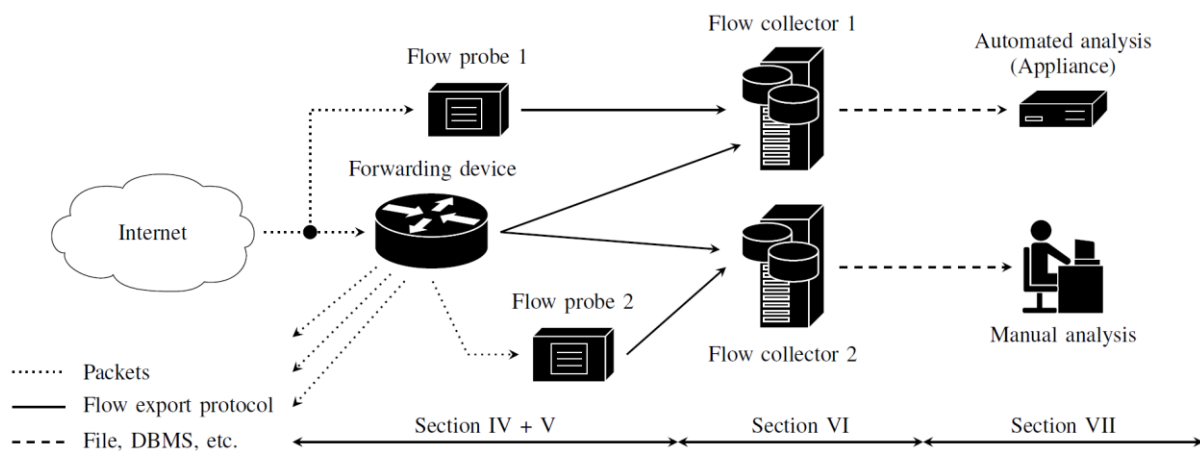 Flow collector 1
Flow probe 1
Automated analysis
(Appliance)
Forwarding device
Internet
Flow probe 2
Flow collector 2
Manual analysis
Packets
Flow export protocol
File, DBMS, etc.
Section IV + V
Section VI
Section VII